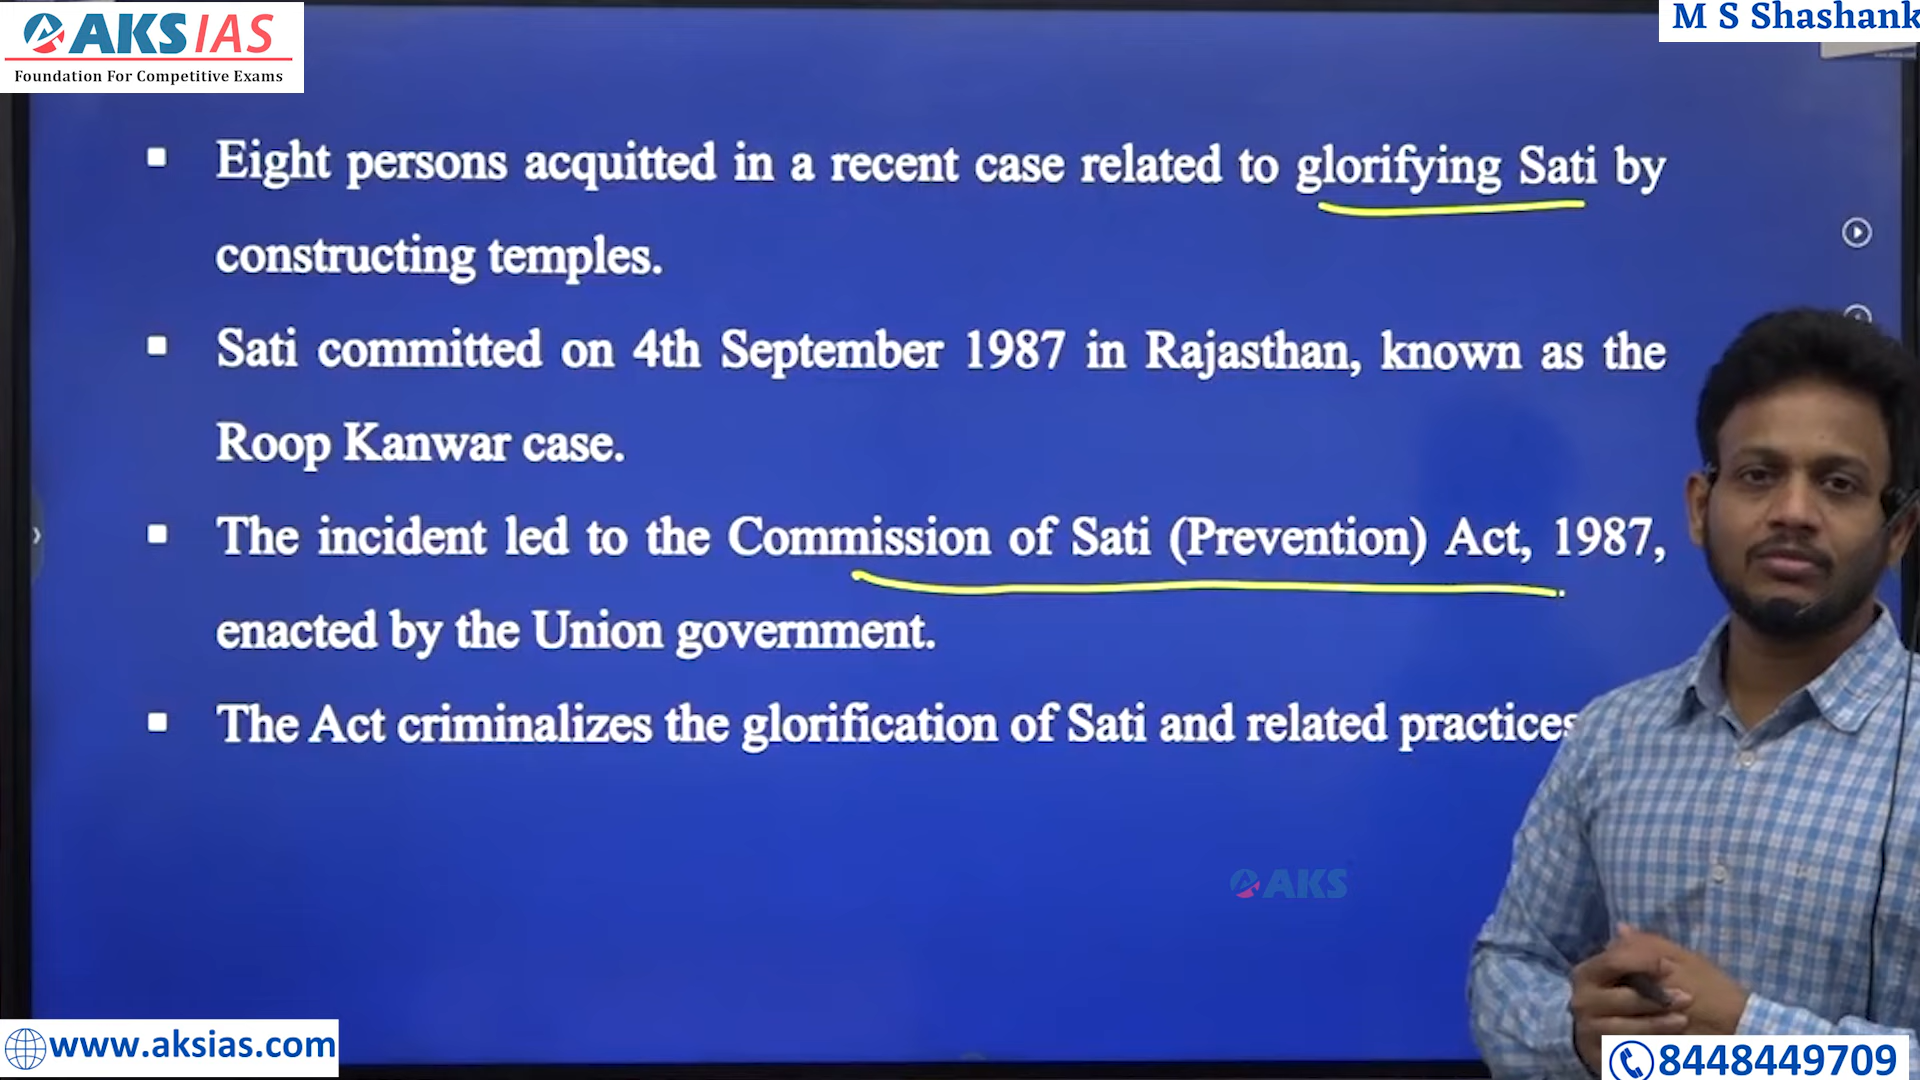 AKS IAS
Foundation For Competitive Exams
M S Shashank
Eight persons acquitted in a recent case related to glorifying Sati by
constructing temples.
Sati committed on 4th September 1987 in Rajasthan, known as the
Roop Kanwar case.
The incident led to the Commission of Sati (Prevention) Act, 1987,
enacted by the Union government.
The Act criminalizes the glorification of Sati and related practices
AKS
www.aksias.com
8448449709